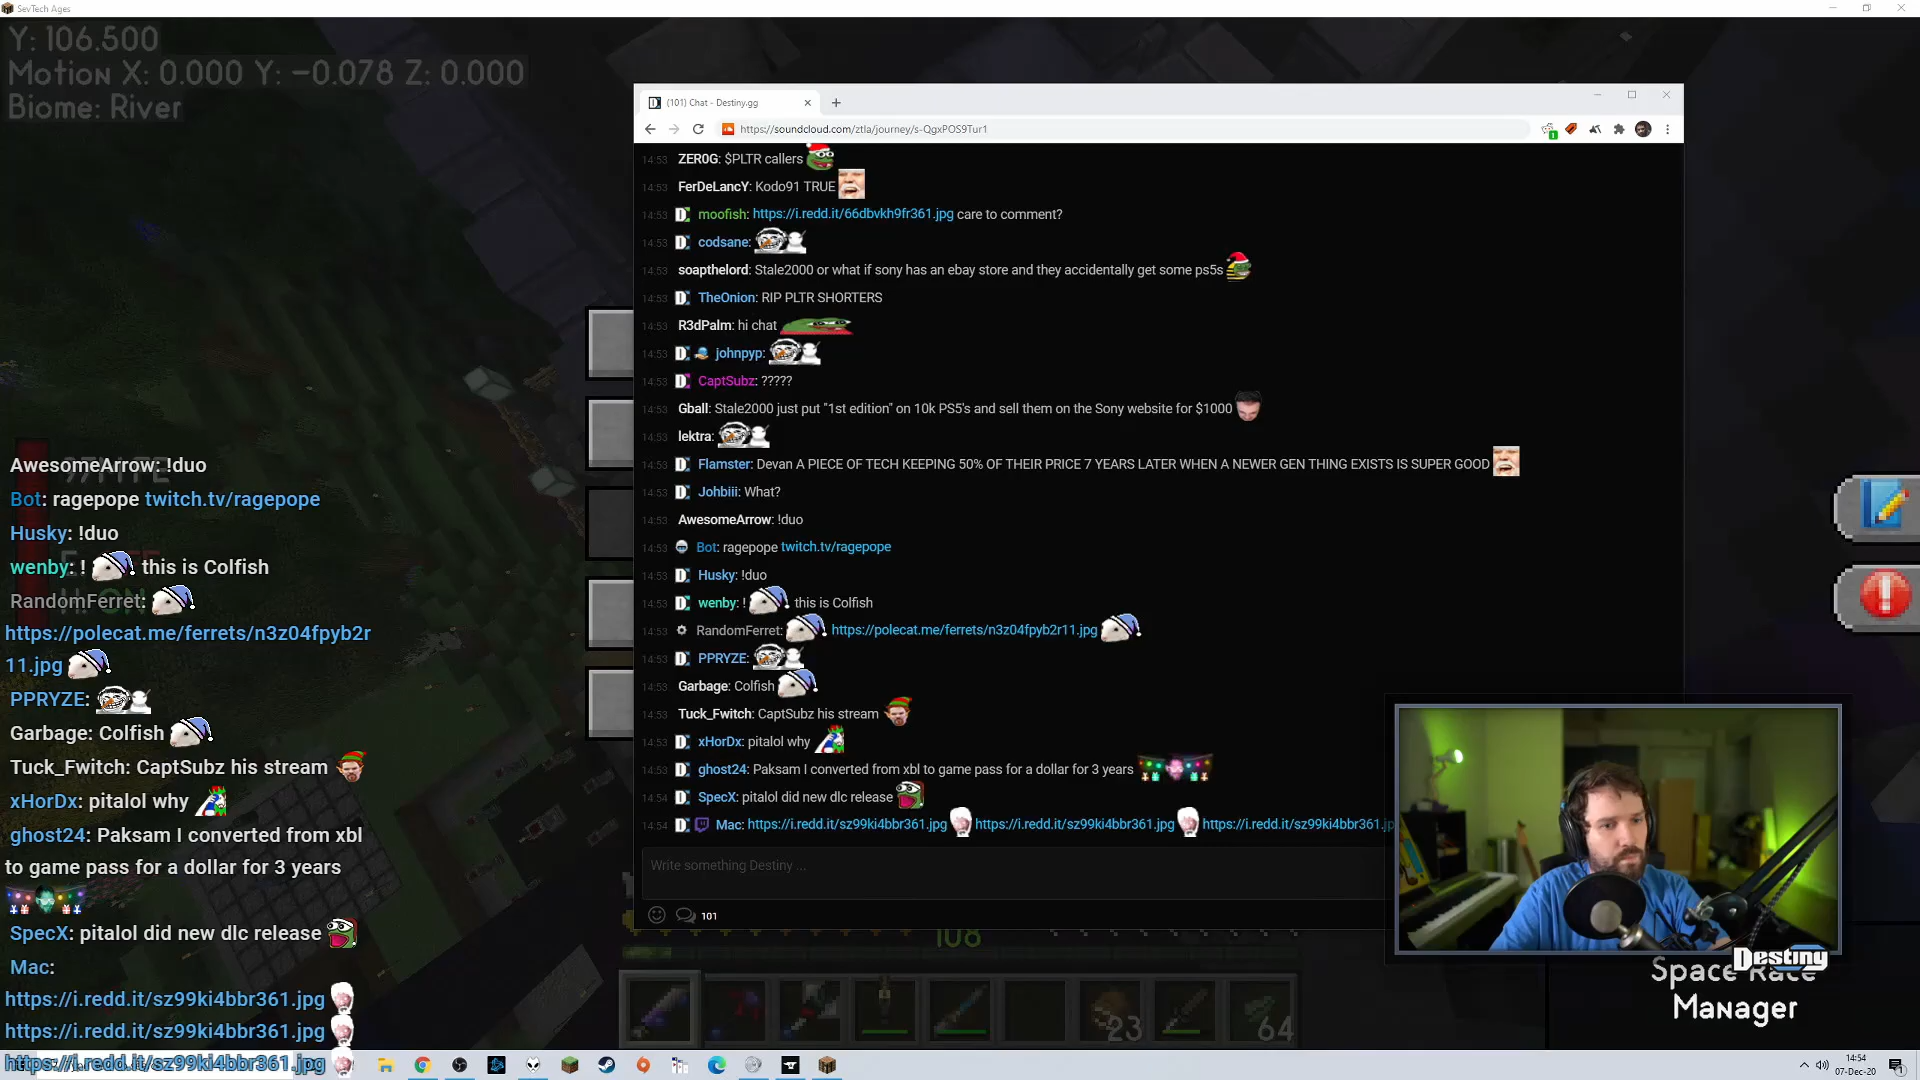 SevTech Ages
Y: 106.500
Motion X: 0.000 Y: -0.078 Z: 0.000
Biome: River
(101) Chat - Destiny.gg
https://soundcloud.com/ztla/journey/s-QgxPOS9Tur1
14:53 ZER0G: $PLTR callers
14:53 FerDeLancY: Kodo91 TRUE
14:53 moofish: https://i.redd.it/66dbvkh9fr361.jpg care to comment?
14:53 codsane:
14:53 soapthelord: Stale2000 or what if sony has an ebay store and they accidentally get some ps5s
14:53 TheOnion: RIP PLTR SHORTERS
14:53 R3dPalm: hi chat
14:53 johnpyp:
14:53 CaptSubz: ?????
14:53 Gball: Stale2000 just put "1st edition" on 10k PS5's and sell them on the Sony website for $1000
14:53 lektra:
14:53 Flamster: Devan A PIECE OF TECH KEEPING 50% OF THEIR PRICE 7 YEARS LATER WHEN A NEWER GEN THING EXISTS IS SUPER GOOD
14:53 Johbiii: What?
14:53 AwesomeArrow: !duo
14:53 Bot: ragepope twitch.tv/ragepope
14:53 Husky: !duo
14:53 wenby: ! this is Colfish
14:53 RandomFerret: https://polecat.me/ferrets/n3z04fpyb2r11.jpg
14:53 PPRYZE:
14:53 Garbage: Colfish
14:53 Tuck_Fwitch: CaptSubz his stream
14:53 xHorDx: pitalol why
14:53 ghost24: Paksam I converted from xbl to game pass for a dollar for 3 years
14:54 SpecX: pitalol did new dlc release
14:54 Mac: https://i.redd.it/sz99ki4bbr361.jpg https://i.redd.it/sz99ki4bbr361.jpg https://i.redd.it/sz99ki4bbr361.jp
Write something Destiny ...
101
AwesomeArrow: !duo
Bot: ragepope twitch.tv/ragepope
Husky: !duo
wenby: ! this is Colfish
RandomFerret:
https://polecat.me/ferrets/n3z04fpyb2r
11.jpg
PPRYZE:
Garbage: Colfish
Tuck_Fwitch: CaptSubz his stream
xHorDx: pitalol why
ghost24: Paksam I converted from xbl
to game pass for a dollar for 3 years
SpecX: pitalol did new dlc release
Mac:
https://i.redd.it/sz99ki4bbr361.jpg
https://i.redd.it/sz99ki4bbr361.jpg
https://i.redd.it/sz99ki4bbr361.jpg
108
23
64
Destiny
Space Race
Manager
14:54
07-Dec-20